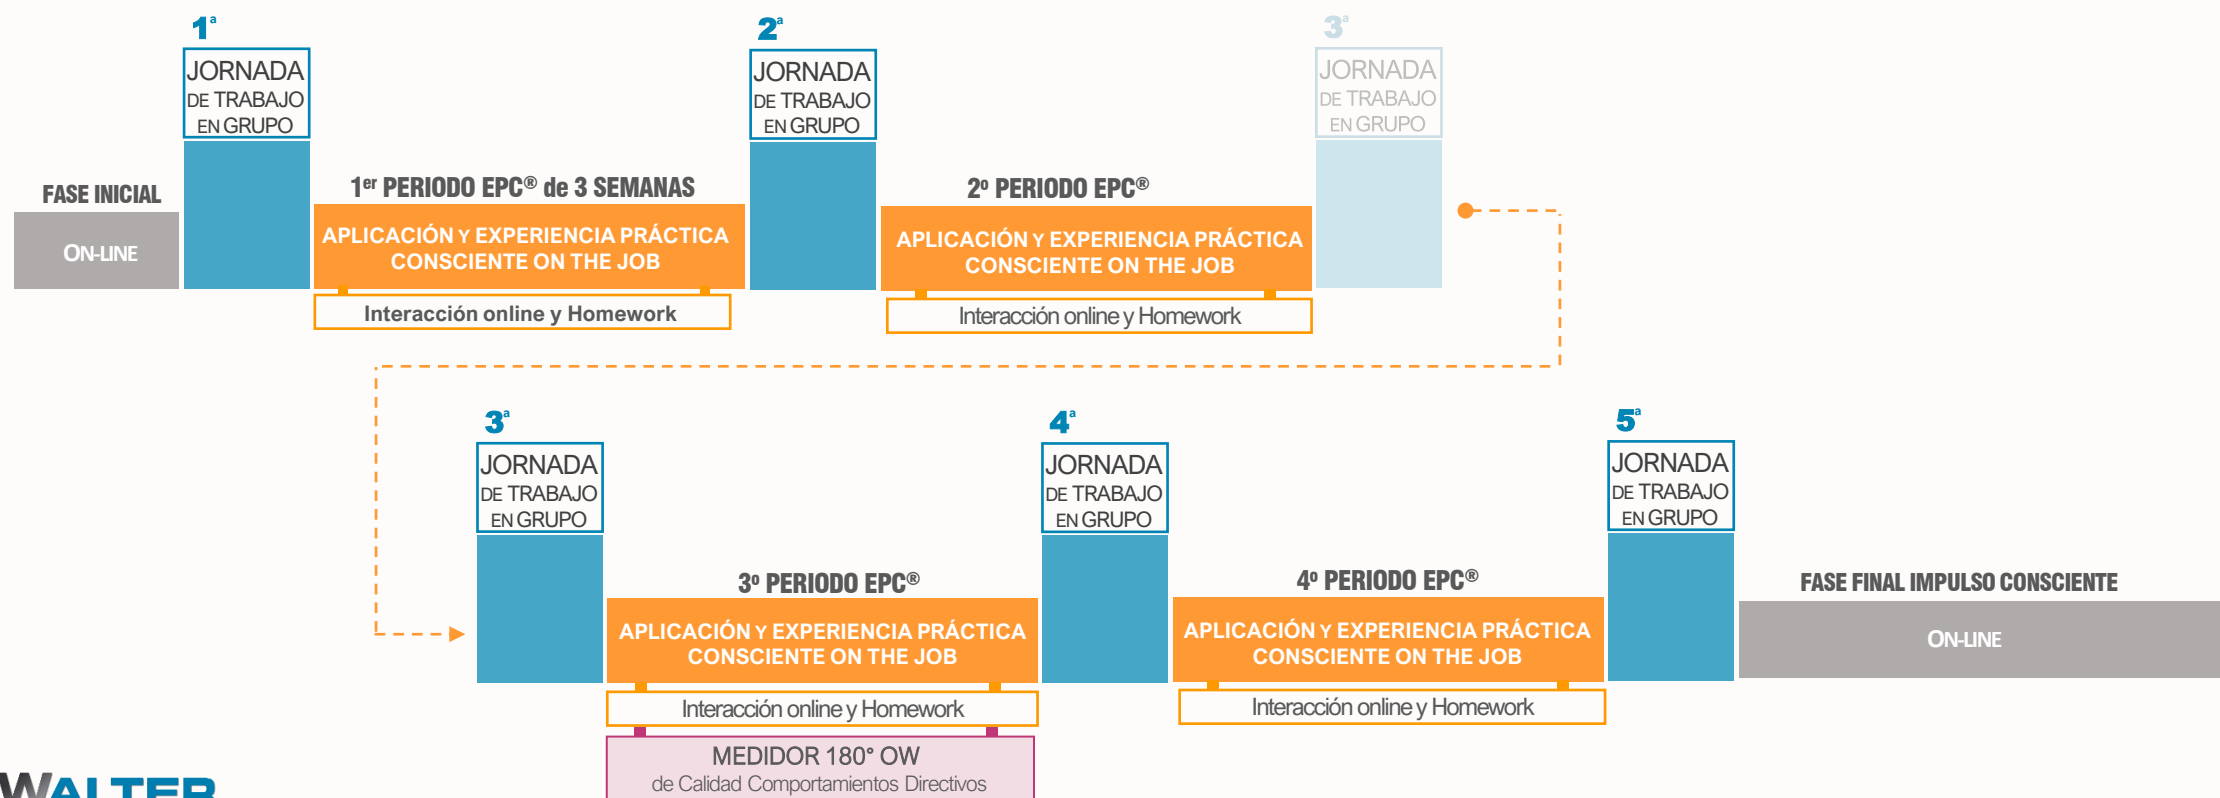 1ª
JORNADA
DE TRABAJO
EN GRUPO
2ª
JORNADA
DE TRABAJO
EN GRUPO
3ª
JORNADA
DE TRABAJO
EN GRUPO
FASE INICIAL
ON-LINE
1er PERIODO EPC® de 3 SEMANAS
APLICACIÓN Y EXPERIENCIA PRÁCTICA
CONSCIENTE ON THE JOB
Interacción online y Homework
2º PERIODO EPC®
APLICACIÓN Y EXPERIENCIA PRÁCTICA
CONSCIENTE ON THE JOB
Interacción online y Homework
3ª
JORNADA
DE TRABAJO
EN GRUPO
3º PERIODO EPC®
APLICACIÓN Y EXPERIENCIA PRÁCTICA
CONSCIENTE ON THE JOB
Interacción online y Homework
MEDIDOR 180° OW
de Calidad Comportamientos Directivos
4ª
JORNADA
DE TRABAJO
EN GRUPO
4º PERIODO EPC®
APLICACIÓN Y EXPERIENCIA PRÁCTICA
CONSCIENTE ON THE JOB
Interacción online y Homework
5ª
JORNADA
DE TRABAJO
EN GRUPO
FASE FINAL IMPULSO CONSCIENTE
ON-LINE
WALTER